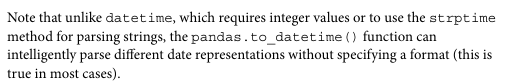 Note that unlike datetime, which requires integer values or to use the strptime
method for parsing strings, the pandas.to_datetime() function can
intelligently parse different date representations without specifying a format (this is
true in most cases).